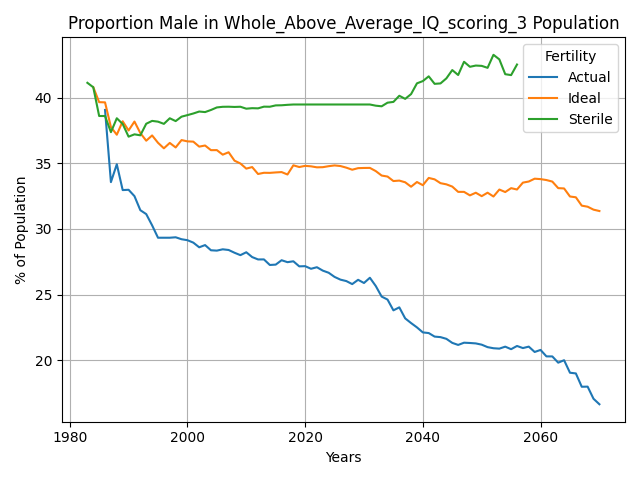 Proportion Male in Whole_Above_Average_IQ_scoring_3 Population
% of Population
40
35
30
25
20
Fertility
Actual
Ideal
Sterile
1980
2000
2020
2040
2060
Years